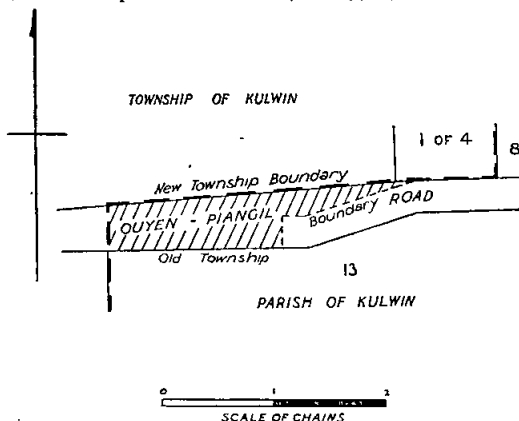 TOWNSHIP OF KULWIN
1 OF 4
8
New Township Boundary
OUYEN - PIANGIL ROAD
Boundary
Old Township
13
PARISH OF KULWIN
0 1 2
SCALE OF CHAINS